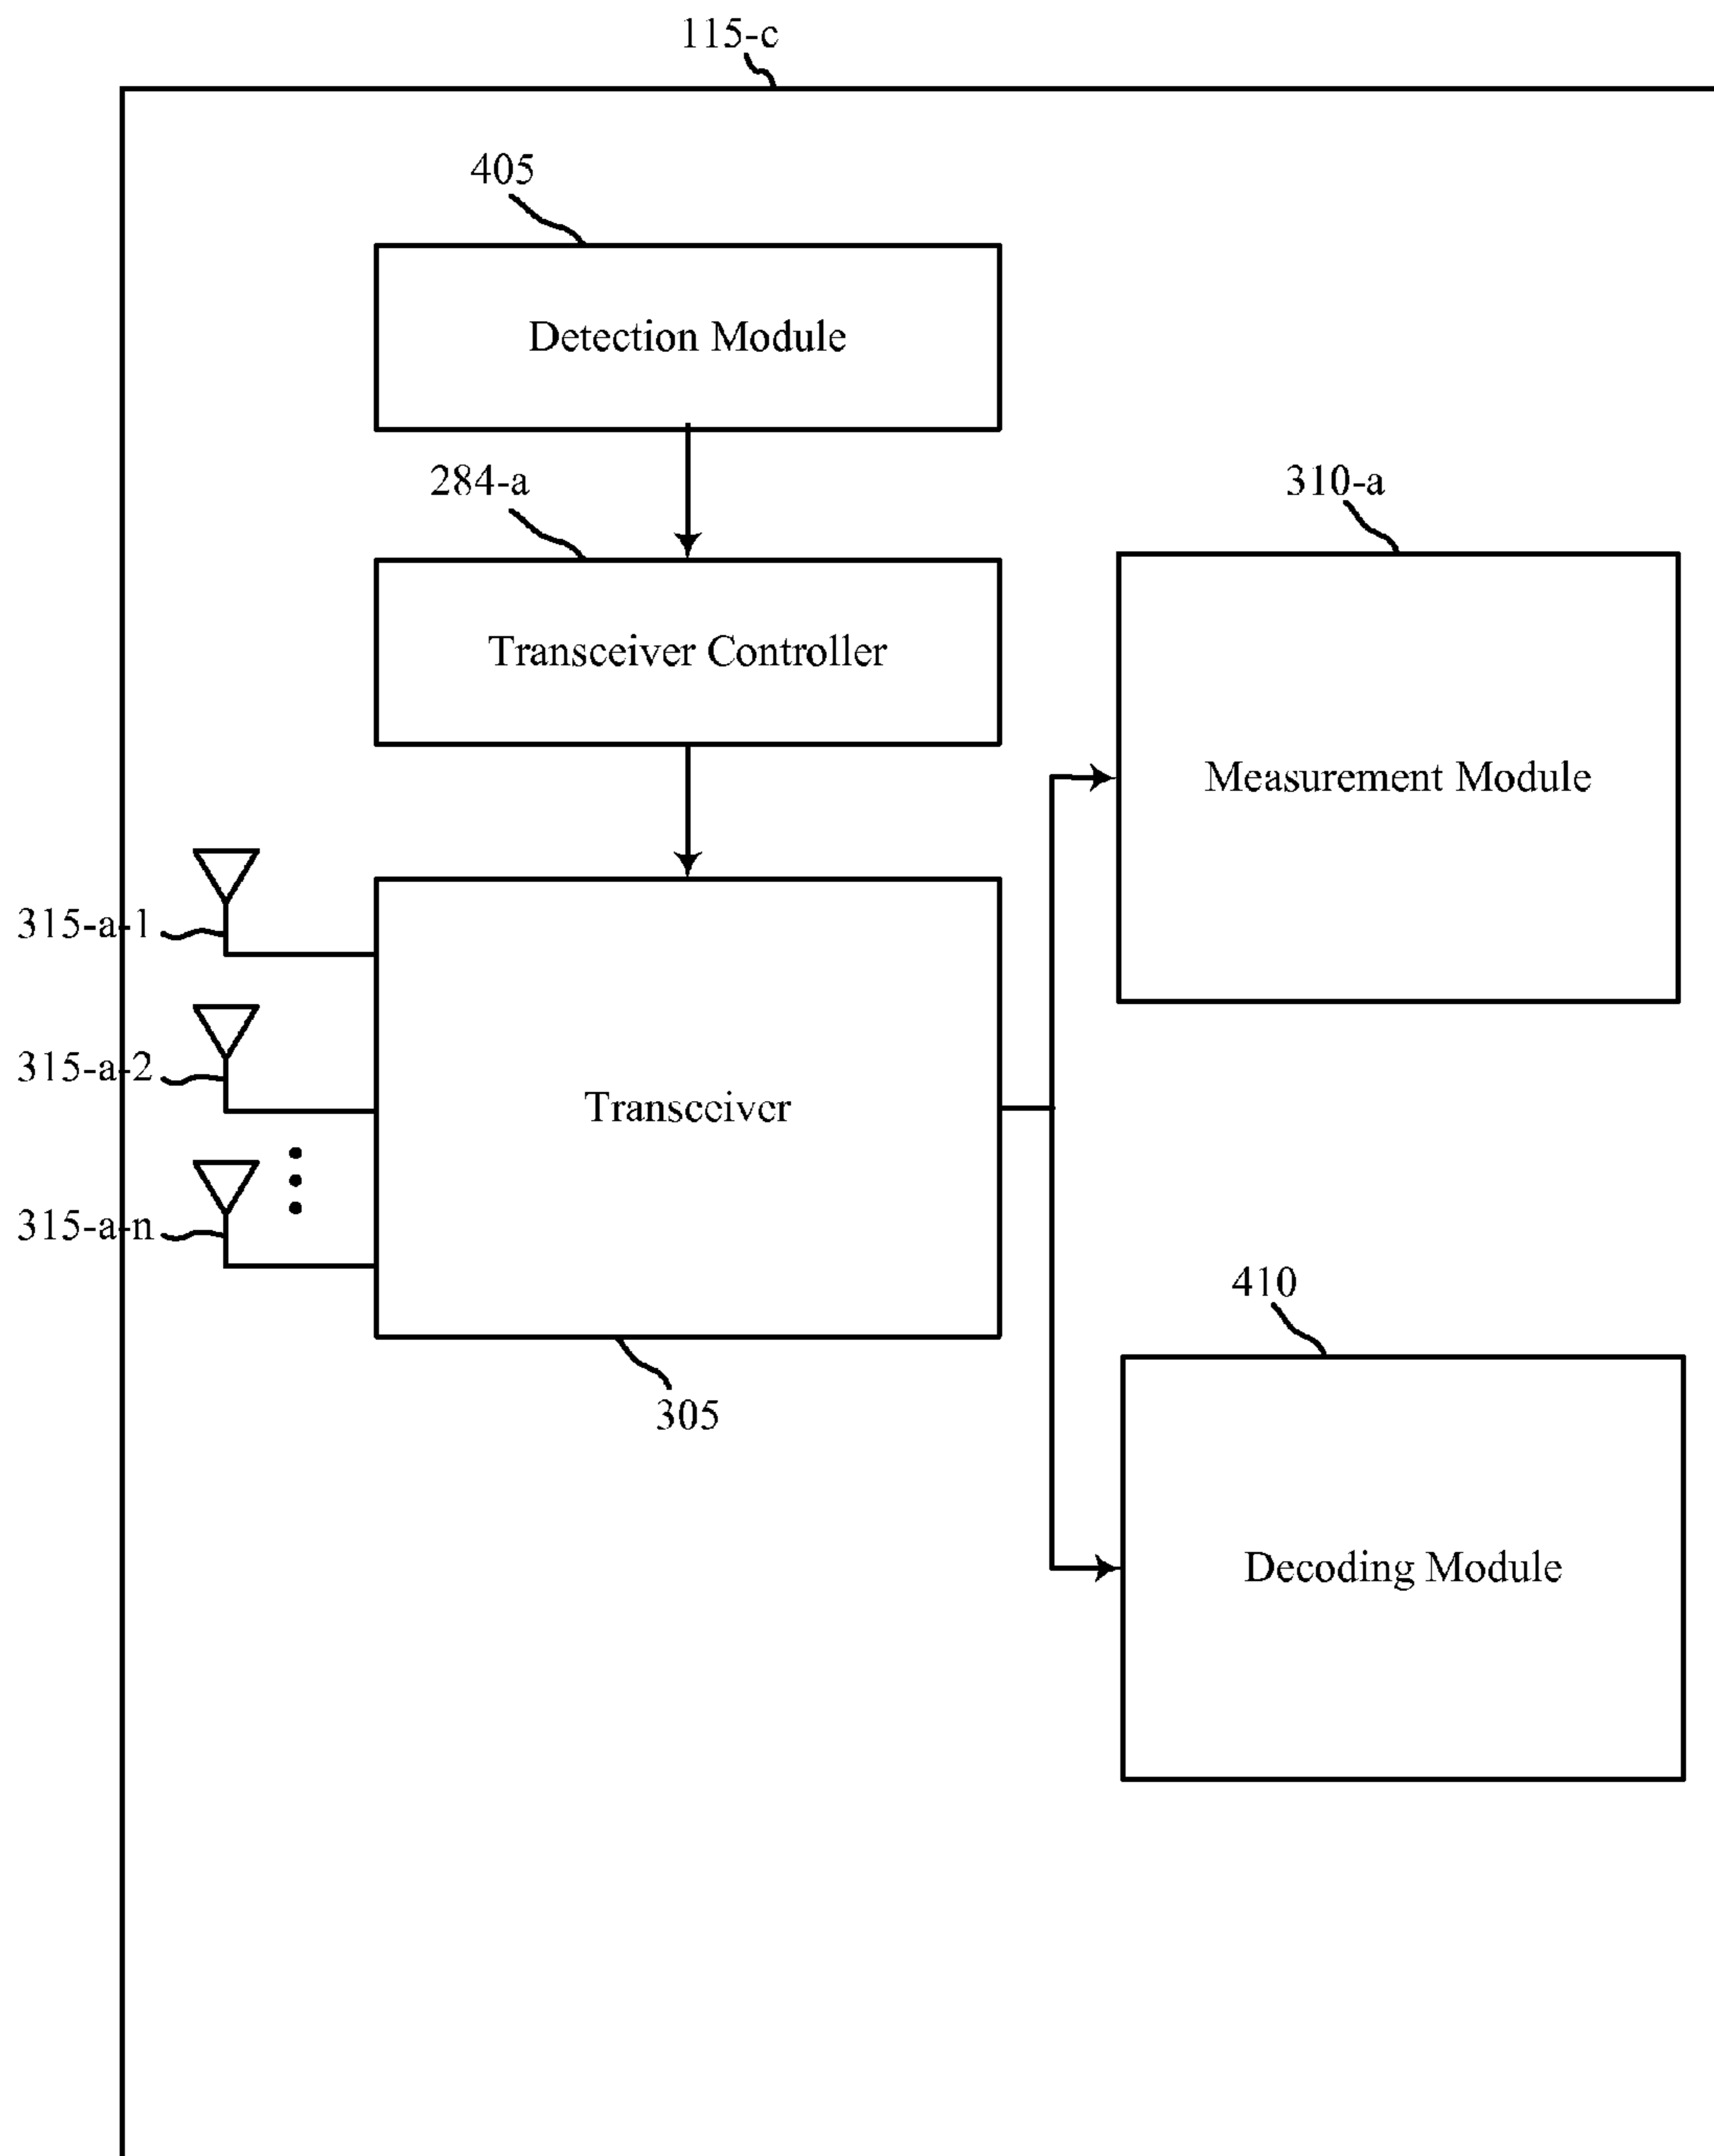 115-c
405
Detection Module
284-a
310-a
Transceiver Controller
Measurement Module
315-a-1
315-a-2
Transceiver
315-a-n
410
305
Decoding Module